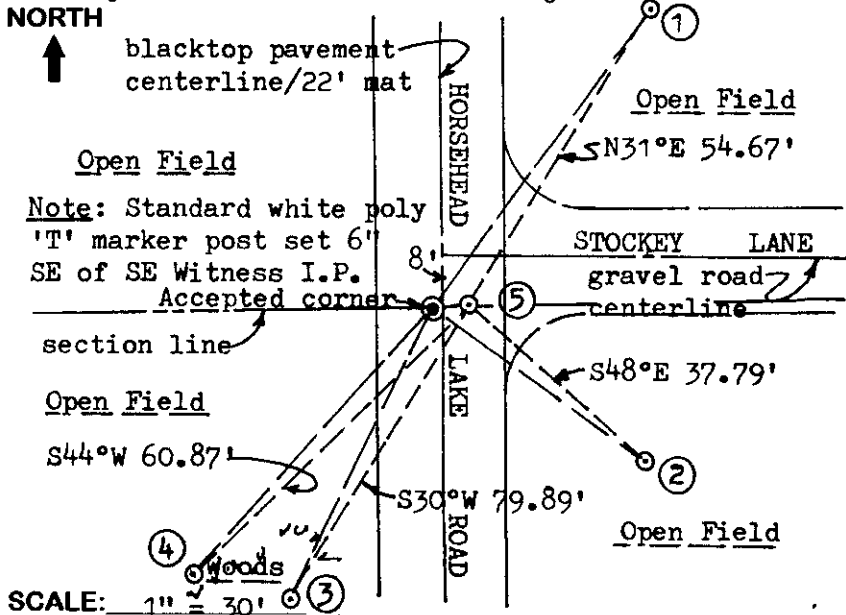 NORTH
①
blacktop pavement
centerline/22' mat
HORSEHEAD
Open Field
N31°E 54.67'
Open Field
Note: Standard white poly
'T' marker post set 6"
SE of SE Witness I.P.
8'
STOCKEY LANE
gravel road
centerline
Accepted corner
⑤
section line
LAKE
S48°E 37.79'
Open Field
S44°W 60.87'
②
S30°W 79.89'
ROAD
Open Field
④
Woods
③
SCALE: 1" = 30'